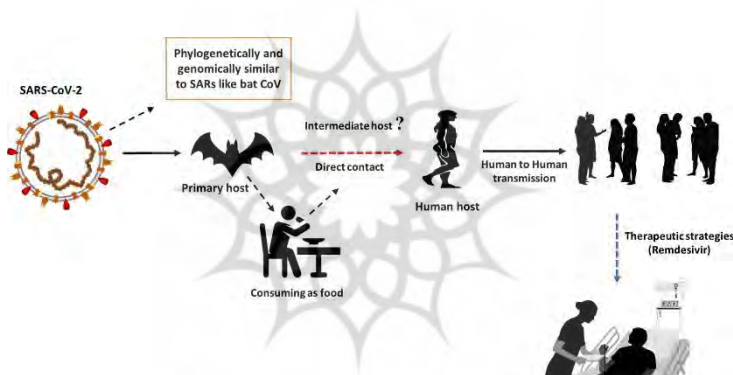 SARS-CoV-2
Phylogenetically and
genomically similar
to SARs like bat CoV
Primary host
Intermediate host ?
Direct contact
Consuming as food
Human host
Human to Human
transmission
Therapeutic strategies
(Remdesivir)